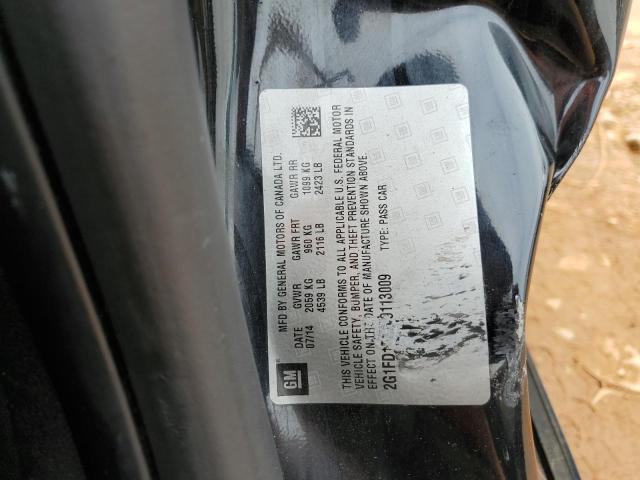 GM
MFD BY GENERAL MOTORS OF CANADA LTD.
07/14 GVWR GAWR FRT GAWR RR
2059 KG 960 KG 1099 KG
4539 LB 2116 LB 2423 LB
THIS VEHICLE CONFORMS TO ALL APPLICABLE U.S. FEDERAL MOTOR
VEHICLE SAFETY, BUMPER, AND THEFT PREVENTION STANDARDS IN
EFFECT ON THE DATE OF MANUFACTURE SHOWN ABOVE.
2G1FD 113009 TYPE: PASS CAR